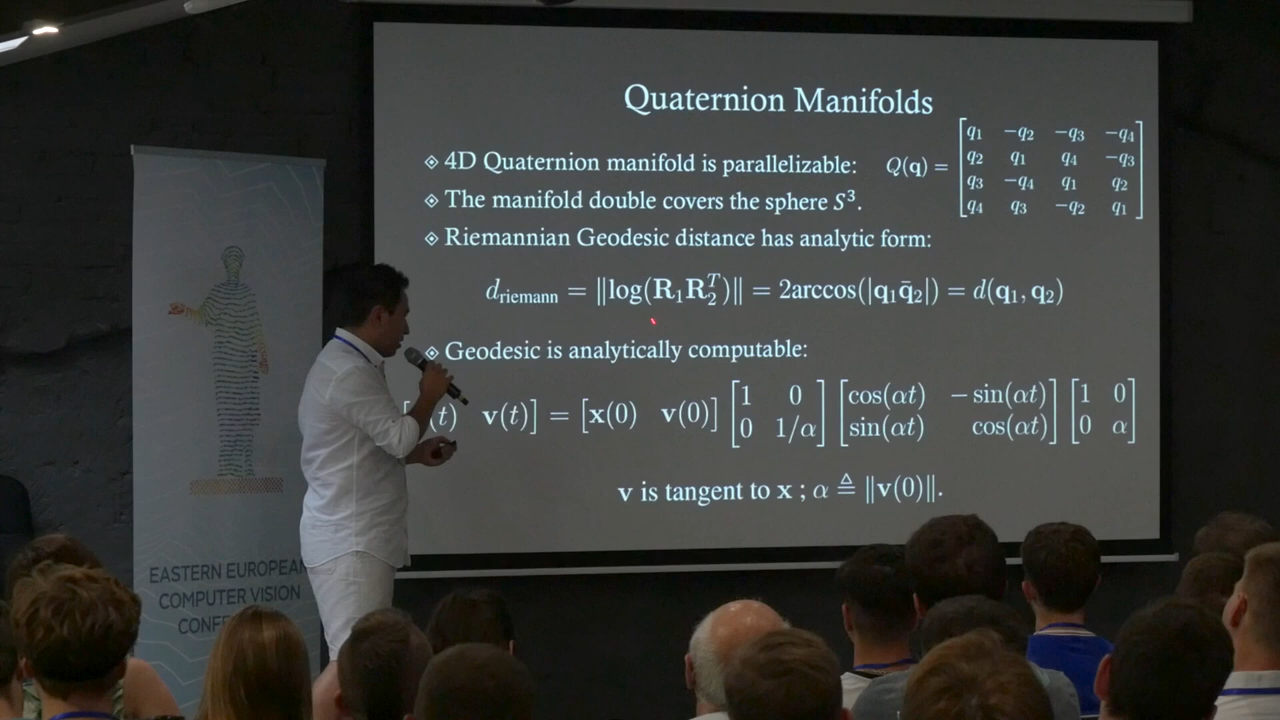 Quaternion Manifolds
4D Quaternion manifold is parallelizable: Q(q) = [q₁ −q₂ −q₃ −q₄
q₂ q₁ q₄ −q₃
q₃ −q₄ q₁ q₂
q₄ q₃ −q₂ q₁]
The manifold double covers the sphere S³.
Riemannian Geodesic distance has analytic form:
d_riemann = ‖log(R₁R₂ᵀ)‖ = 2arccos(|q₁q̄₂|) = d(q₁, q₂)
Geodesic is analytically computable:
(t) v(t)] = [x(0) v(0)] [1 0; 0 1/α] [cos(αt) − sin(αt); sin(αt) cos(αt)] [1 0; 0 α]
v is tangent to x ; α ≜ ‖v(0)‖.
EASTERN EUROPEAN
COMPUTER VISION